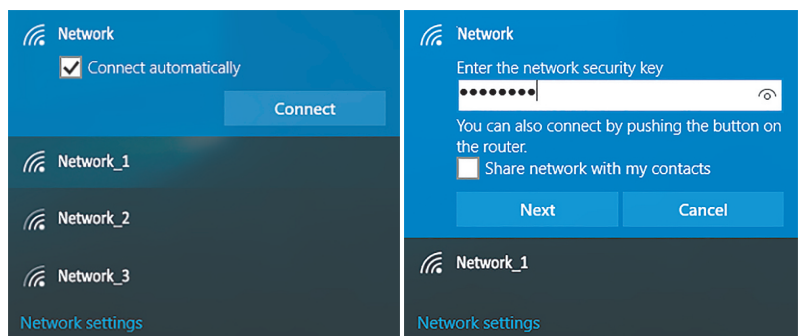 Network
Connect automatically
Connect
Network_1
Network_2
Network_3
Network settings
Network
Enter the network security key
••••••••
You can also connect by pushing the button on
the router.
Share network with my contacts
Next
Cancel
Network_1
Network settings